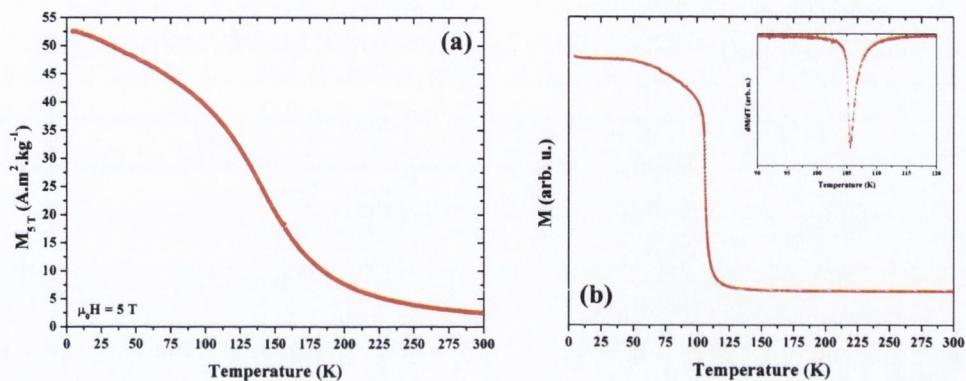 55
50
45
40
35
30
25
20
15
10
5
0
M5 T (A.m².kg⁻¹)
(a)
μ₀H = 5 T
0 25 50 75 100 125 150 175 200 225 250 275 300
Temperature (K)
M (arb. u.)
(b)
0 25 50 75 100 125 150 175 200 225 250 275 300
Temperature (K)
dM/dT (arb. u.)
90 95 100 105 110 115 120
Temperature (K)